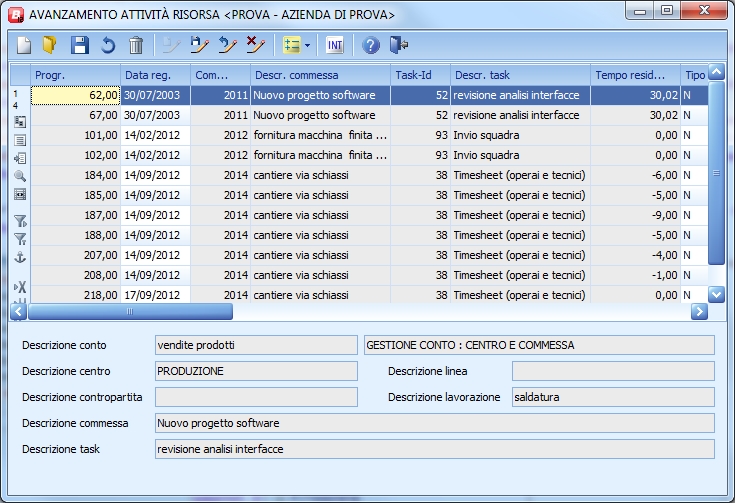 AVANZAMENTO ATTIVITÀ RISORSA <PROVA - AZIENDA DI PROVA>
INT
Progr. Data reg. Com... Descr. commessa Task-Id Descr. task Tempo resid... Tipo
1
4
62,00 30/07/2003 2011 Nuovo progetto software 52 revisione analisi interfacce 30,02 N
67,00 30/07/2003 2011 Nuovo progetto software 52 revisione analisi interfacce 30,02 N
101,00 14/02/2012 2012 fornitura macchina finita ... 93 Invio squadra 0,00 N
102,00 14/02/2012 2012 fornitura macchina finita ... 93 Invio squadra 0,00 N
184,00 14/09/2012 2014 cantiere via schiassi 38 Timesheet (operai e tecnici) -6,00 N
185,00 14/09/2012 2014 cantiere via schiassi 38 Timesheet (operai e tecnici) -5,00 N
187,00 14/09/2012 2014 cantiere via schiassi 38 Timesheet (operai e tecnici) -9,00 N
188,00 14/09/2012 2014 cantiere via schiassi 38 Timesheet (operai e tecnici) -5,00 N
207,00 14/09/2012 2014 cantiere via schiassi 38 Timesheet (operai e tecnici) -4,00 N
208,00 14/09/2012 2014 cantiere via schiassi 38 Timesheet (operai e tecnici) -1,00 N
218,00 17/09/2012 2014 cantiere via schiassi 38 Timesheet (operai e tecnici) 0,00 N
Descrizione conto vendite prodotti GESTIONE CONTO : CENTRO E COMMESSA
Descrizione centro PRODUZIONE Descrizione linea
Descrizione contropartita Descrizione lavorazione saldatura
Descrizione commessa Nuovo progetto software
Descrizione task revisione analisi interfacce